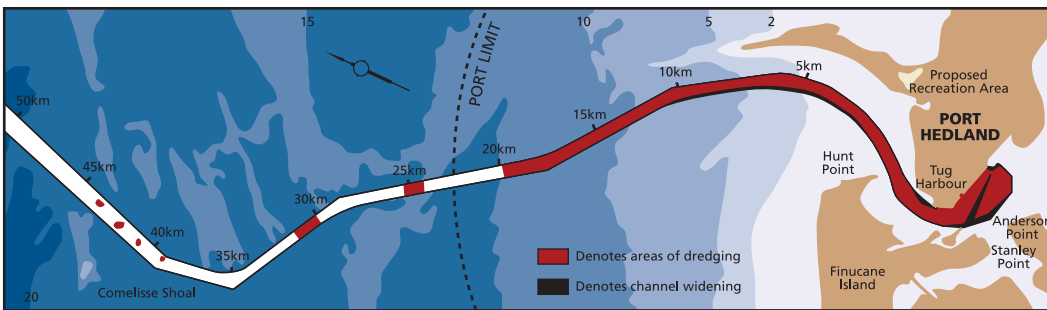 15
10
5
2
PORT LIMIT
50km
45km
40km
35km
30km
25km
20km
15km
10km
5km
Proposed
Recreation Area
PORT
HEDLAND
Hunt
Point
Tug
Harbour
Anderson
Point
Stanley
Point
Finucane
Island
Comelisse Shoal
20
Denotes areas of dredging
Denotes channel widening